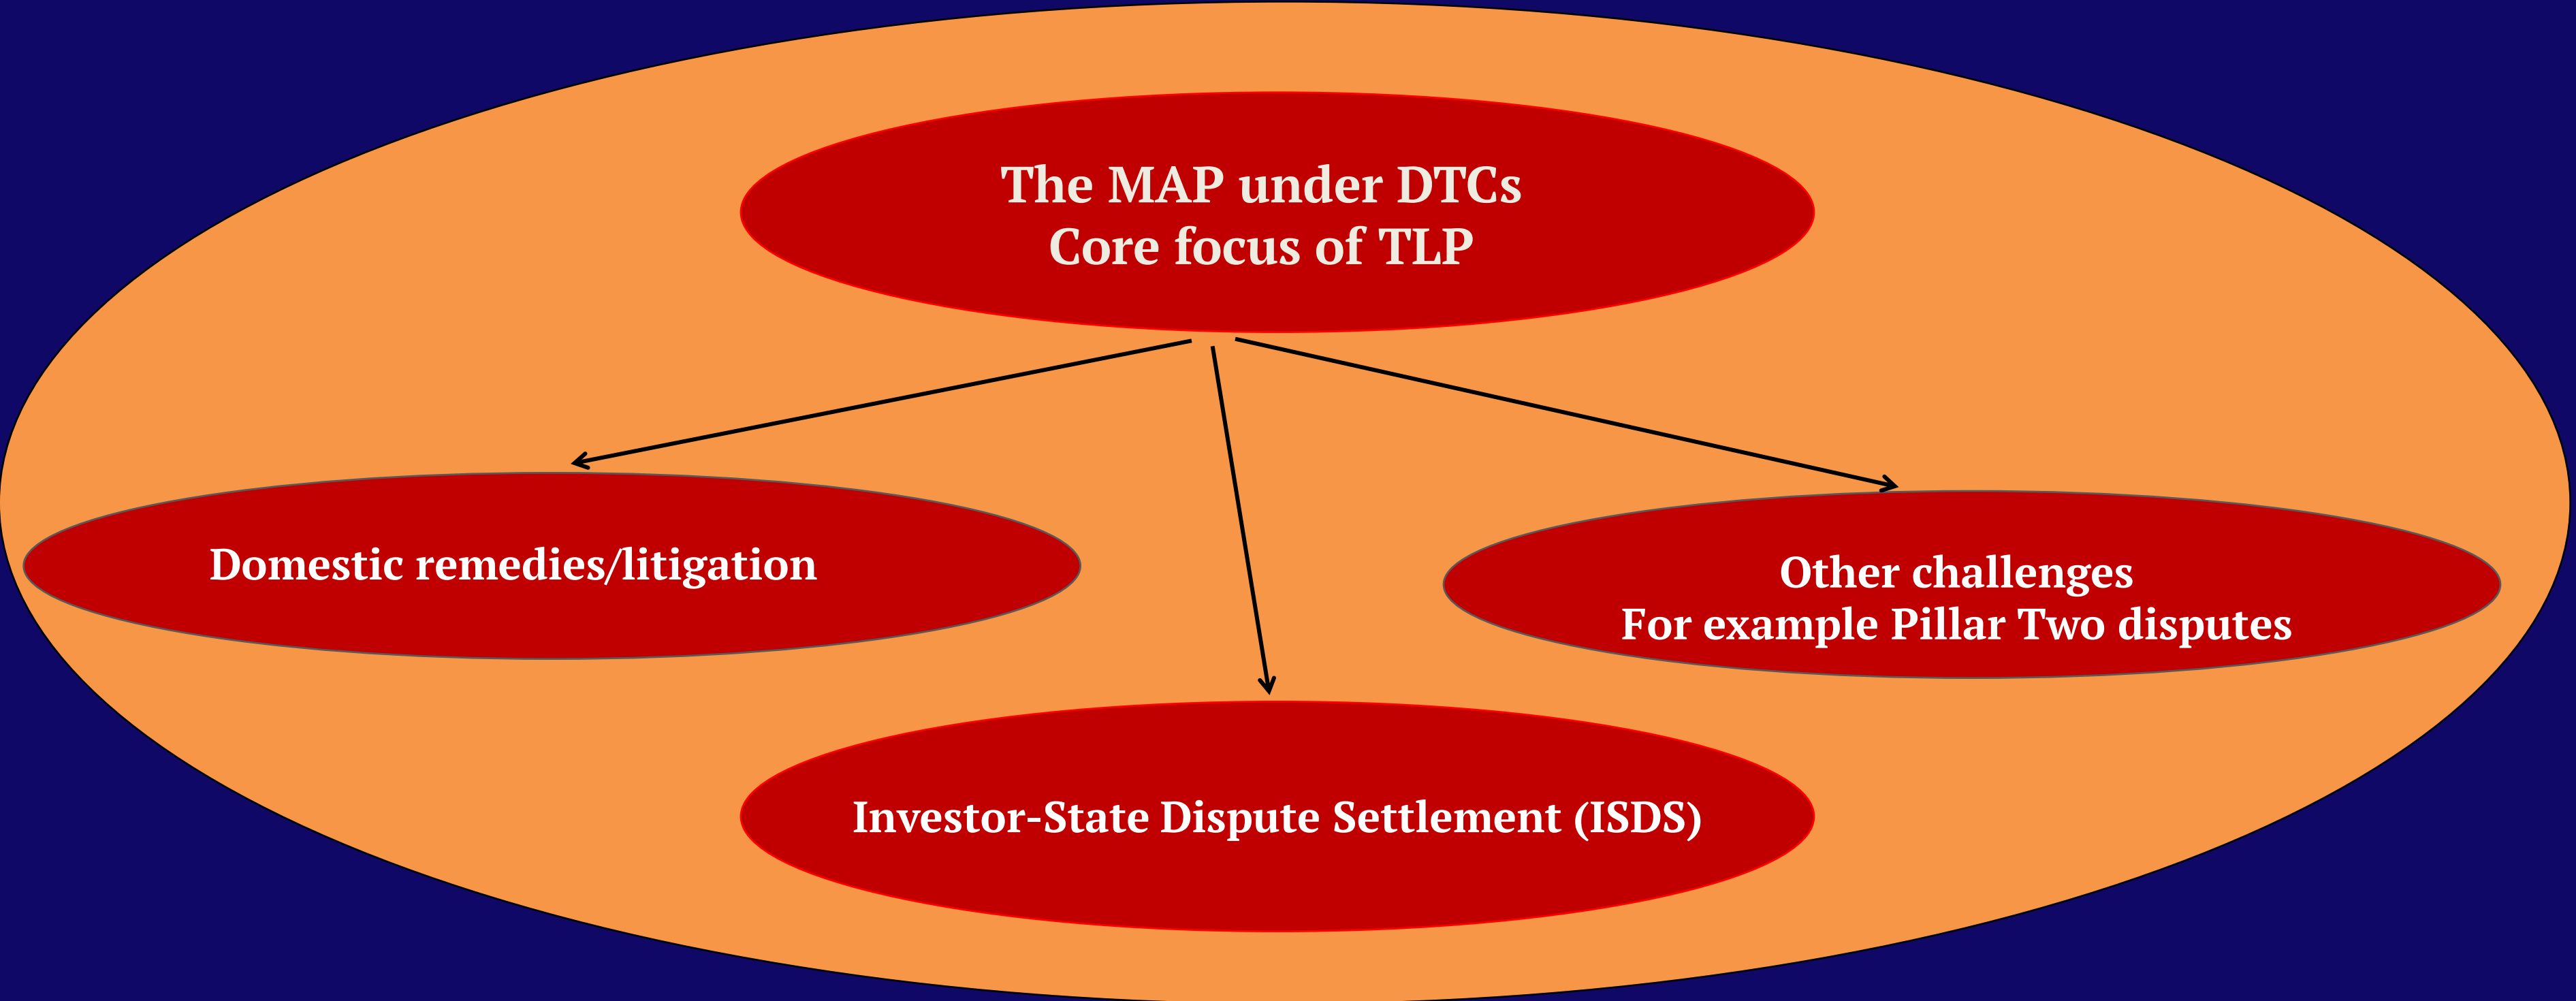 The MAP under DTCs
Core focus of TLP
Domestic remedies/litigation
Other challenges
For example Pillar Two disputes
Investor-State Dispute Settlement (ISDS)